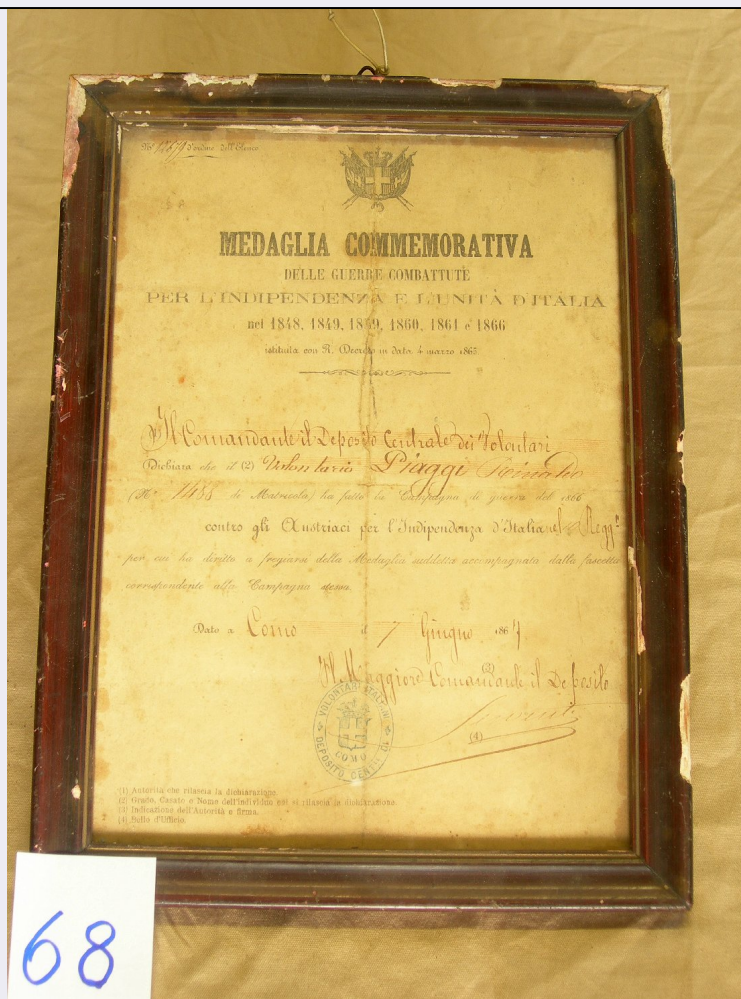 d'ordine dell'Elenco
MEDAGLIA COMMEMORATIVA
DELLE GUERRE COMBATTUTE
PER L'INDIPENDENZA E L'UNITÀ D'ITALIA
nel 1848, 1849, 1859, 1860, 1861 e 1866
istituita con R. Decreto in data 4 marzo 1865
Il Comandante il Deposito Centrale dei Volontari
Dichiara che il (2) Volontario Piaggi
di Matricola) ha fatto la Campagna di guerra del 1866
contro gli Austriaci per l'Indipendenza d'Italia nel Regg.
per cui ha diritto a fregiarsi della Medaglia suddetta accompagnata dalla fascetta
corrispondente alla Campagna stessa.
Dato a Como il 7 Giugno 1867
Il Maggiore Comandante il Deposito
VOLONTARI ITALIANI
DEPOSITO CENTR
COMO
(4)
(1) Autorità che rilascia la dichiarazione.
(2) Grado, Casato e Nome dell'individuo cui si rilascia la dichiarazione.
(3) Indicazione dell'Autorità e firma.
(4) Bollo d'Ufficio.
68